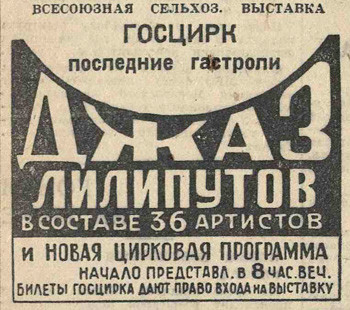 ВСЕСОЮЗНАЯ СЕЛЬХОЗ. ВЫСТАВКА
ГОСЦИРК
последние гастроли
ДЖАЗ
ЛИЛИПУТОВ
В СОСТАВЕ 36 АРТИСТОВ
И НОВАЯ ЦИРКОВАЯ ПРОГРАММА
НАЧАЛО ПРЕДСТАВЛ. В 8 ЧАС. ВЕЧ.
БИЛЕТЫ ГОСЦИРКА ДАЮТ ПРАВО ВХОДА НА ВЫСТАВКУ